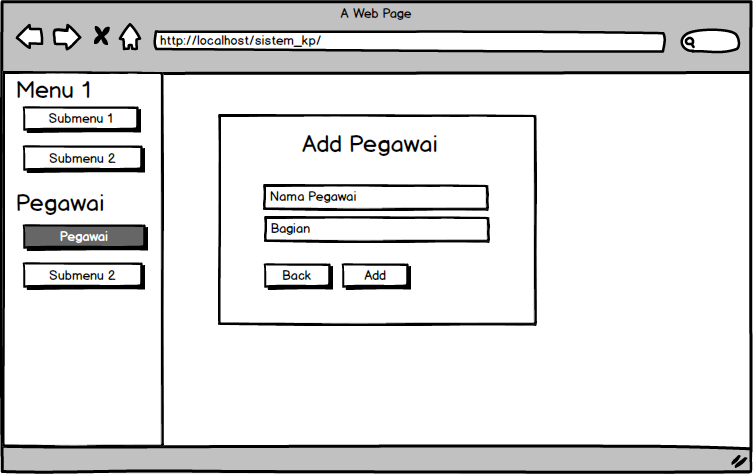 A Web Page
http://localhost/sistem_kp/
Menu 1
Submenu 1
Submenu 2
Pegawai
Pegawai
Submenu 2
Add Pegawai
Nama Pegawai
Bagian
Back
Add